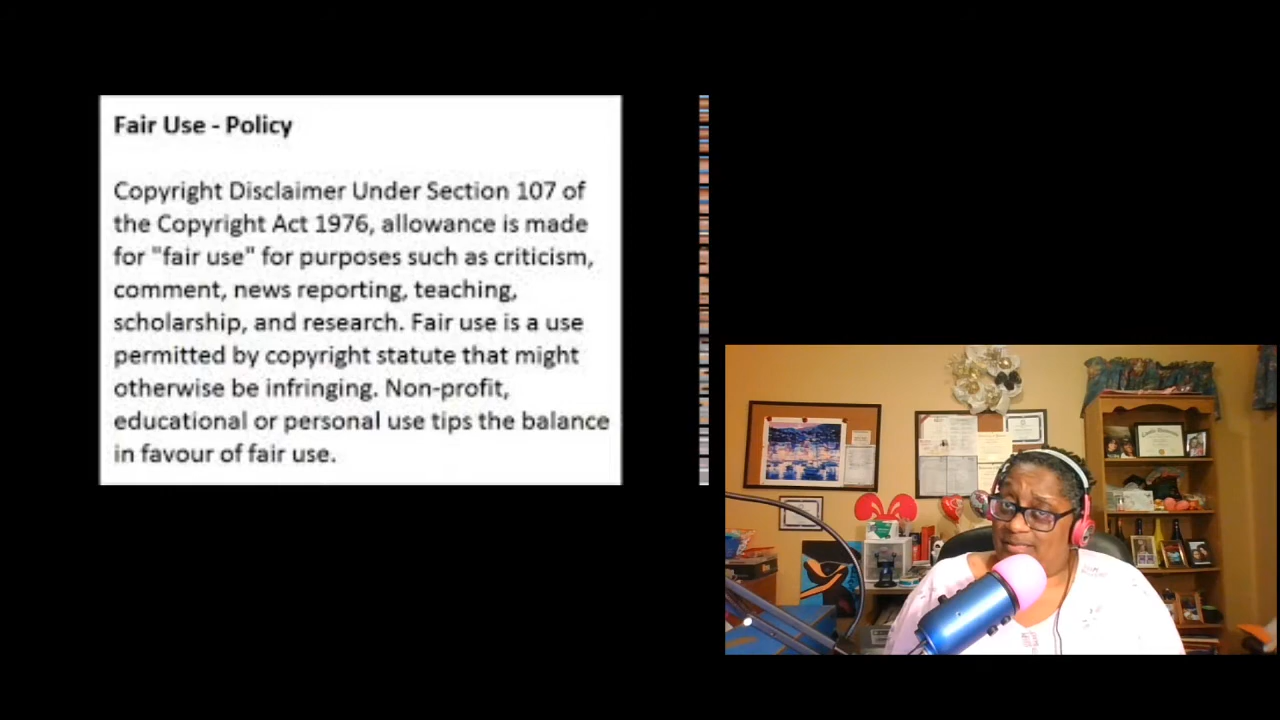 Fair Use - Policy
Copyright Disclaimer Under Section 107 of
the Copyright Act 1976, allowance is made
for "fair use" for purposes such as criticism,
comment, news reporting, teaching,
scholarship, and research. Fair use is a use
permitted by copyright statute that might
otherwise be infringing. Non-profit,
educational or personal use tips the balance
in favour of fair use.